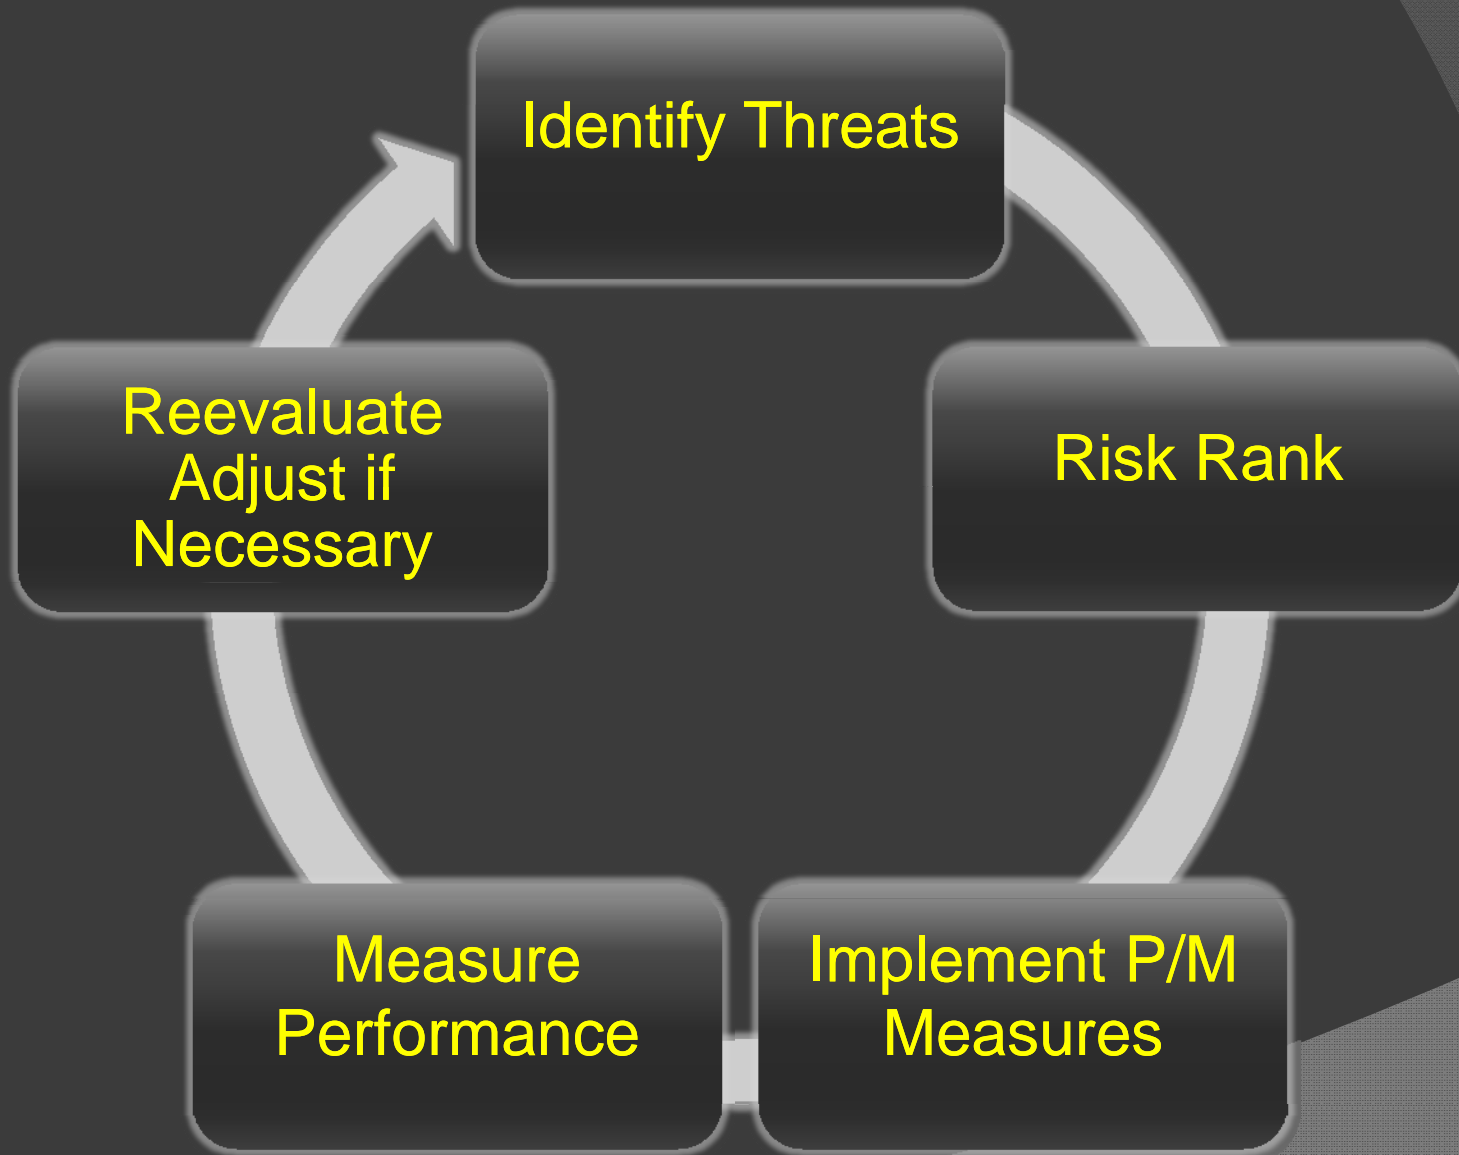 Identify Threats
Risk Rank
Implement P/M
Measures
Measure
Performance
Reevaluate
Adjust if
Necessary